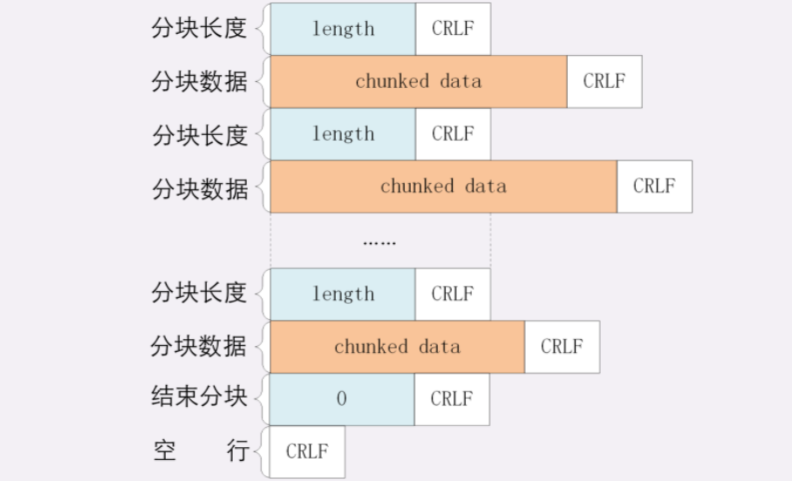 分块长度 length CRLF
分块数据 chunked data CRLF
分块长度 length CRLF
分块数据 chunked data CRLF
……
分块长度 length CRLF
分块数据 chunked data CRLF
结束分块 0 CRLF
空 行 CRLF